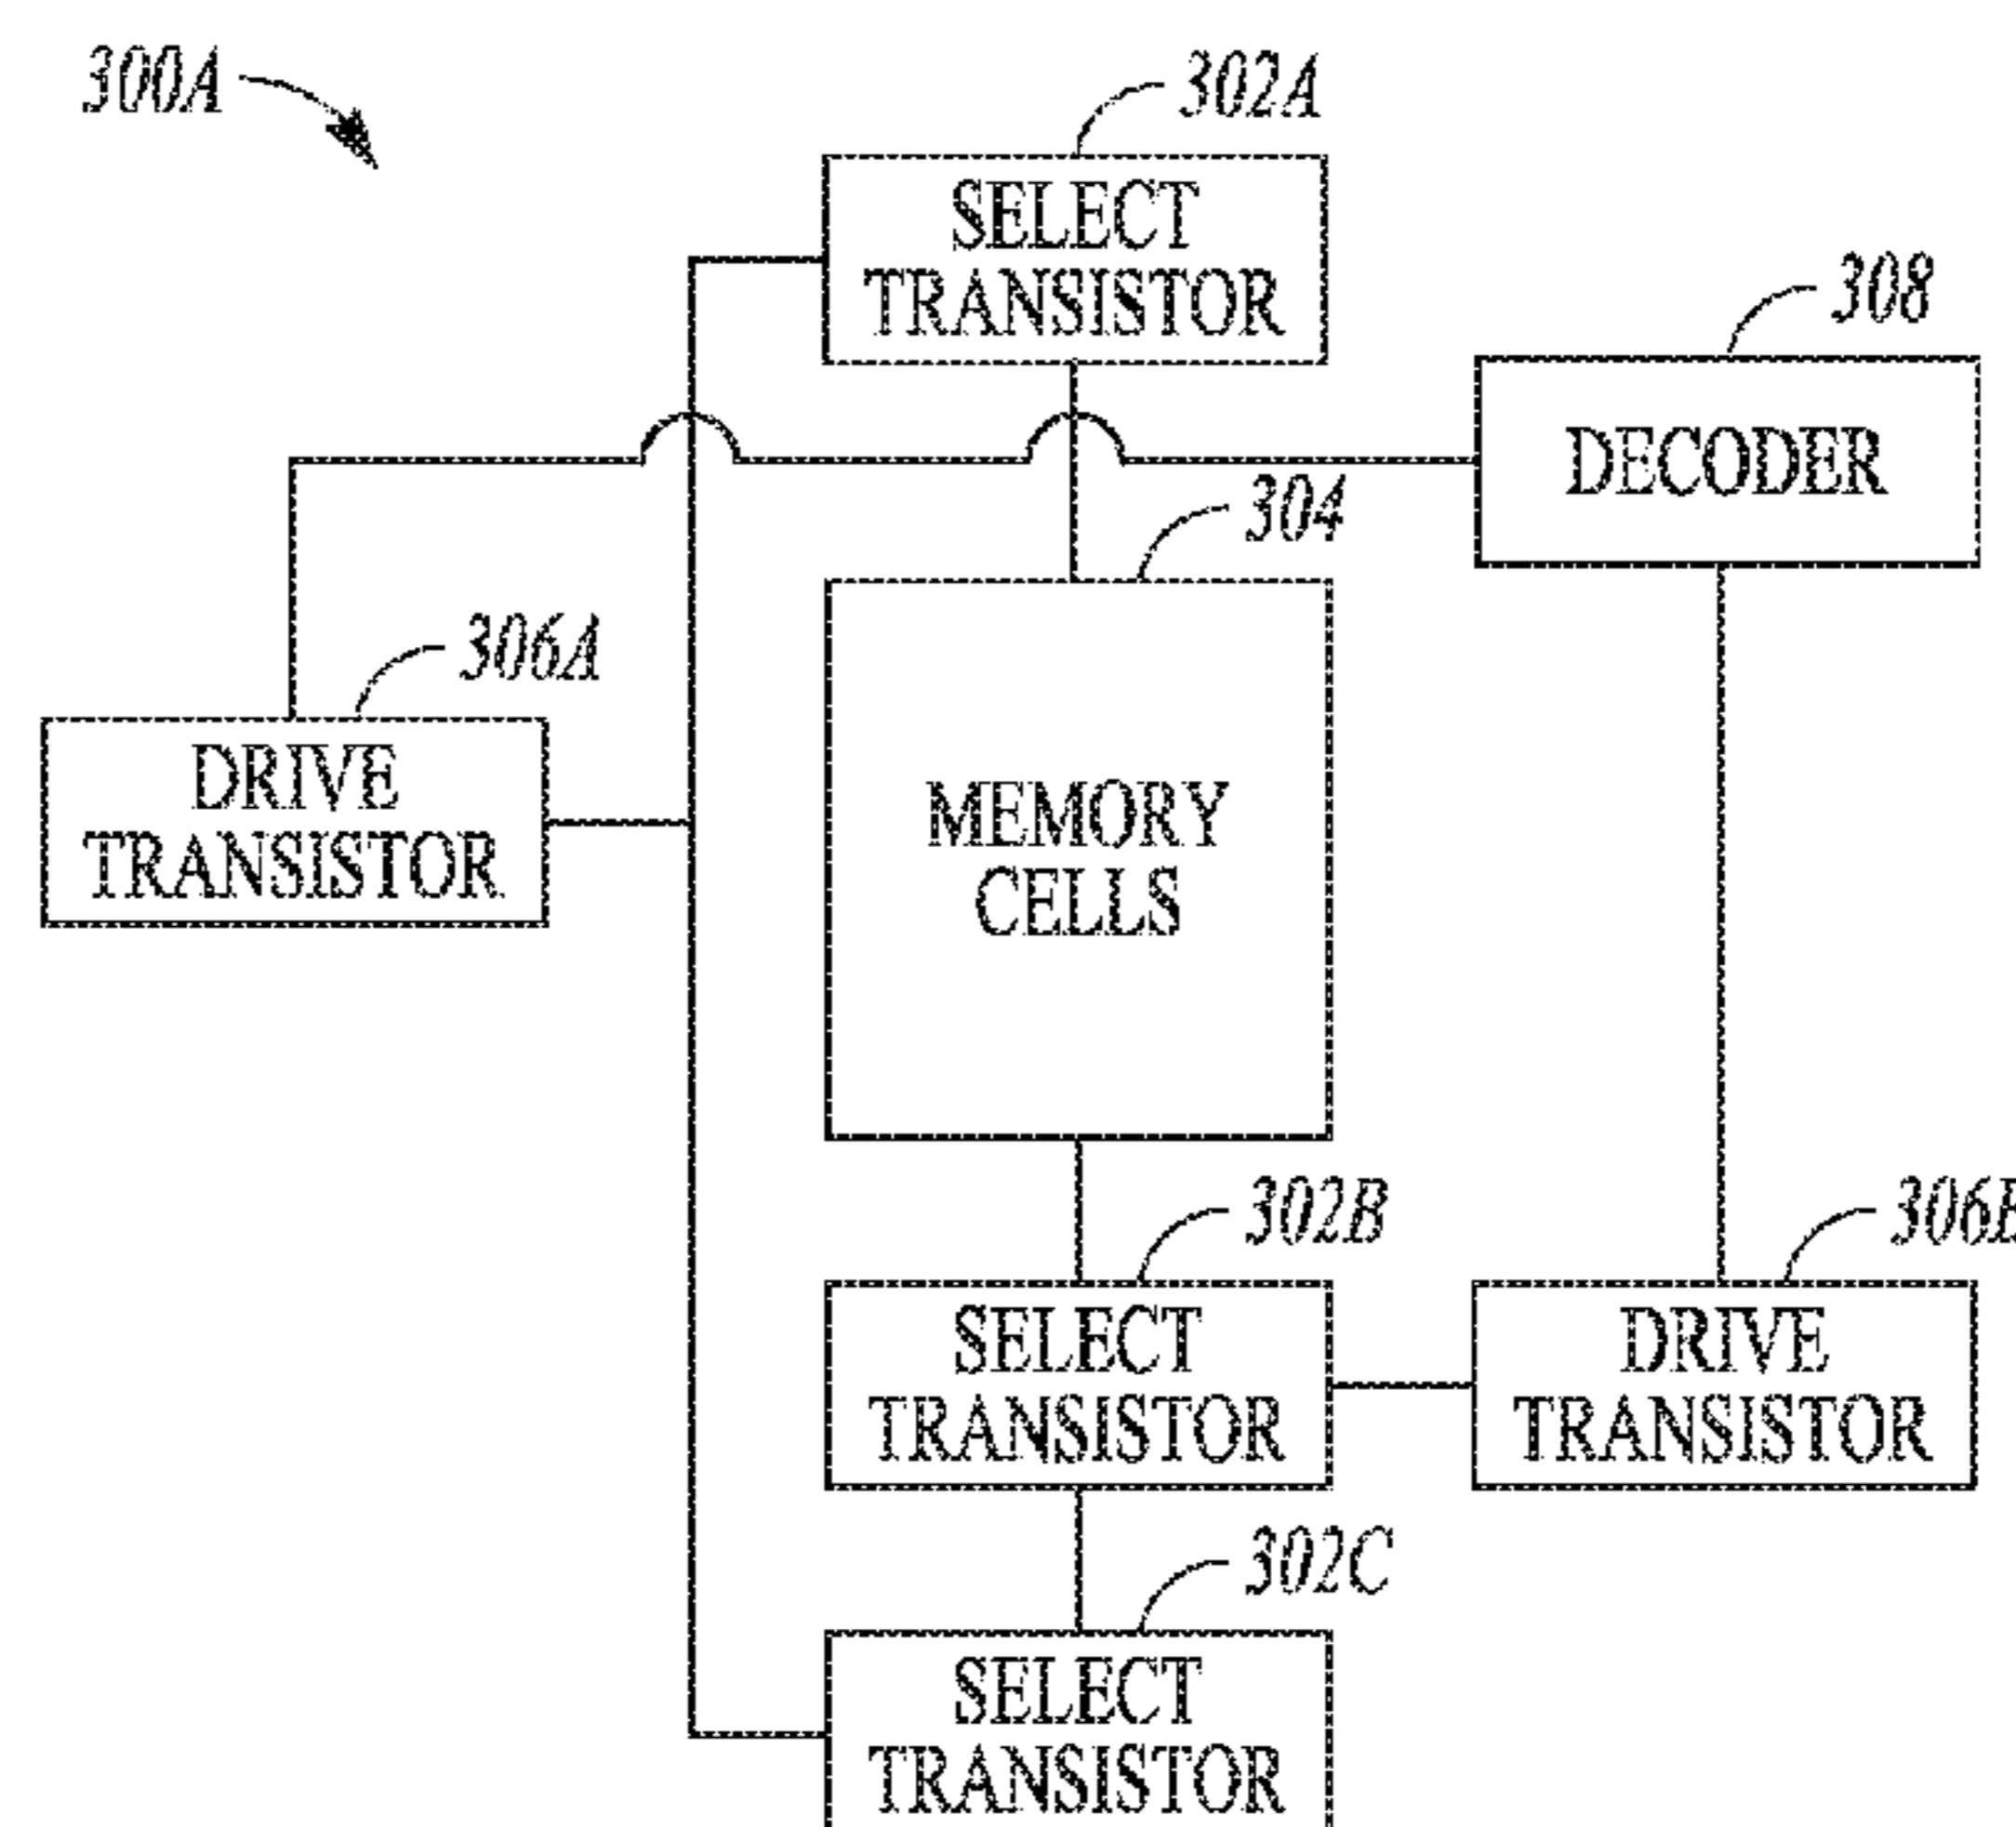 300A
302A
SELECT
TRANSISTOR
308
DECODER
304
306A
DRIVE
TRANSISTOR
MEMORY
CELLS
302B
SELECT
TRANSISTOR
306B
DRIVE
TRANSISTOR
302C
SELECT
TRANSISTOR